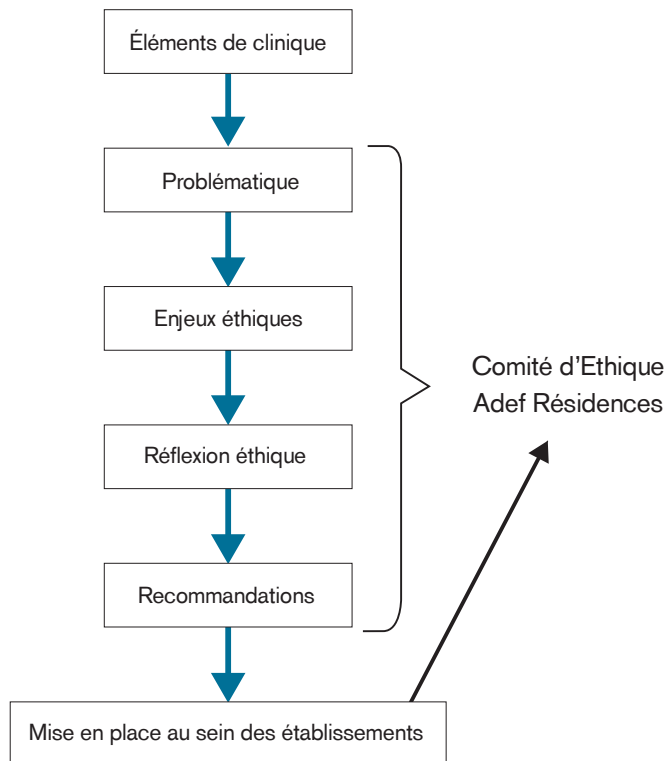 Éléments de clinique
Problématique
Enjeux éthiques
Réflexion éthique
Recommandations
Mise en place au sein des établissements
Comité d'Ethique
Adef Résidences